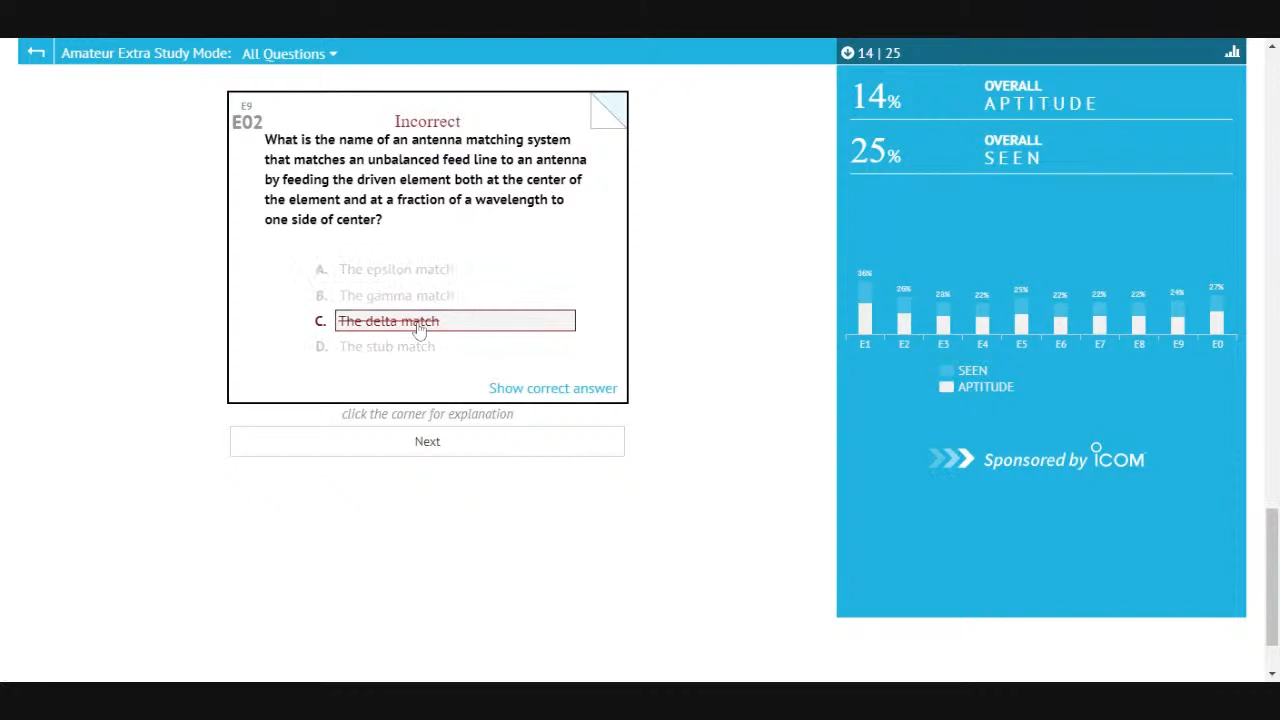 Amateur Extra Study Mode: All Questions
14 | 25
E9
E02
Incorrect
What is the name of an antenna matching system
that matches an unbalanced feed line to an antenna
by feeding the driven element both at the center of
the element and at a fraction of a wavelength to
one side of center?
A. The epsilon match
B. The gamma match
C. The delta match
D. The stub match
Show correct answer
click the corner for explanation
Next
14% OVERALL APTITUDE
25% OVERALL SEEN
36% 26% 23% 22% 25% 22% 22% 22% 24% 27%
E1 E2 E3 E4 E5 E6 E7 E8 E9 E0
SEEN
APTITUDE
Sponsored by ICOM